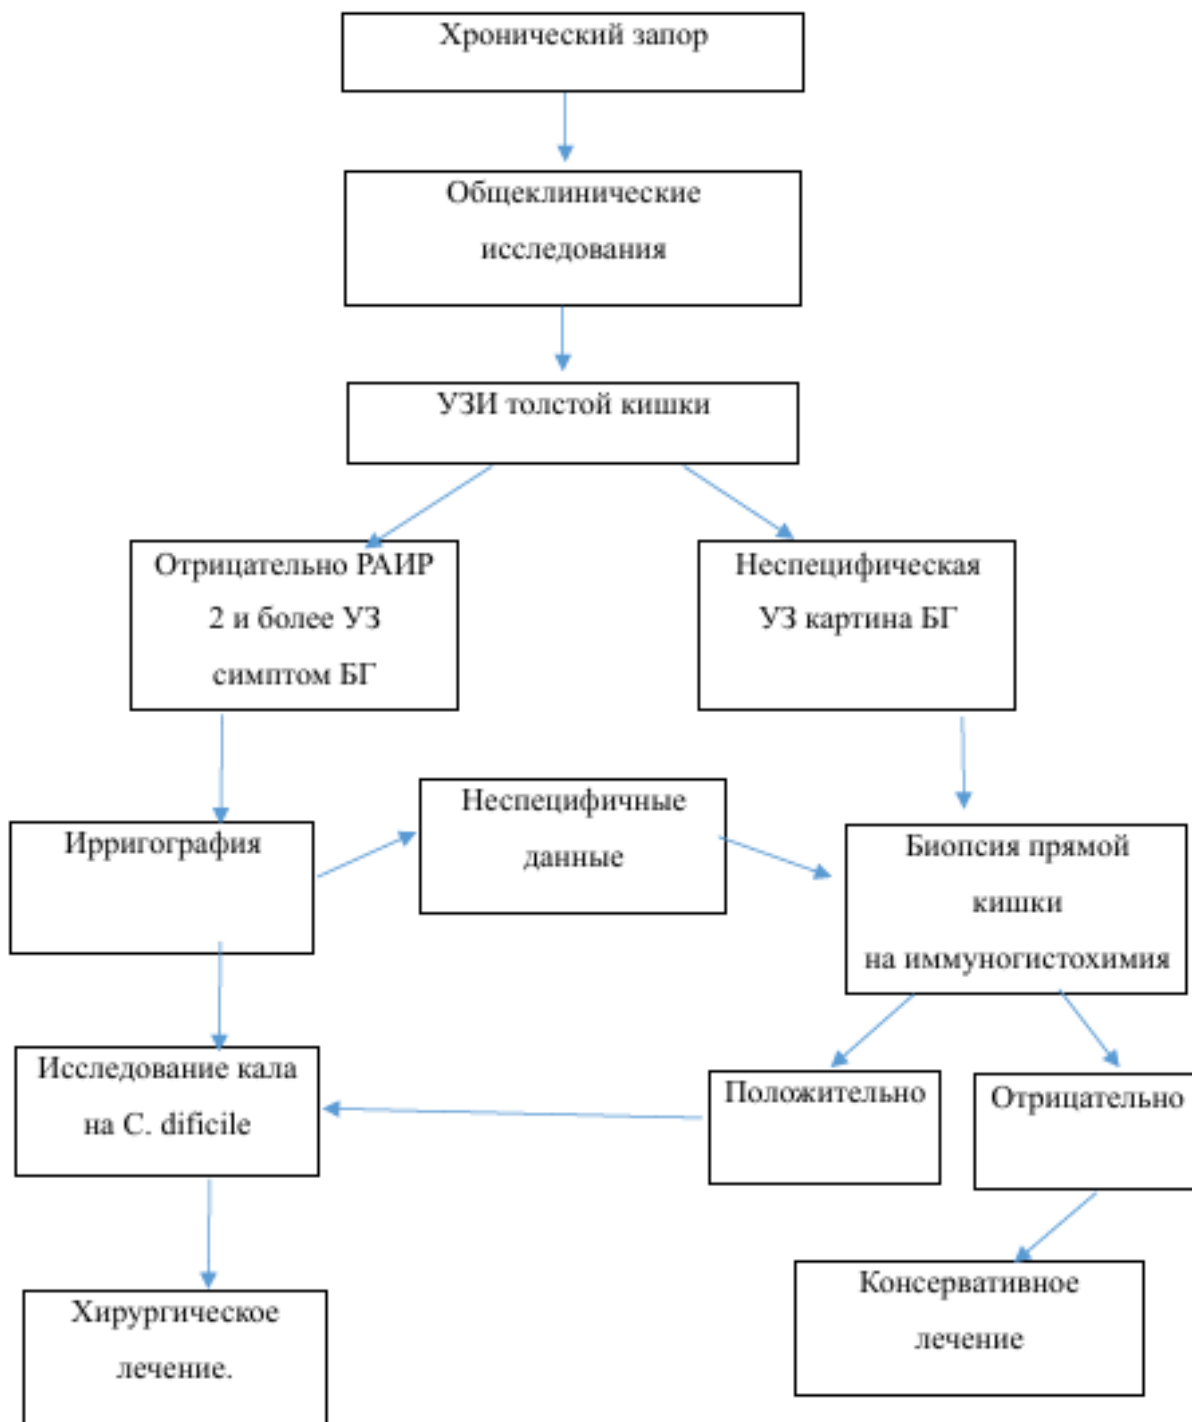 Хронический запор
Общеклинические
исследования
УЗИ толстой кишки
Отрицательно РАИР
2 и более УЗ
симптом БГ
Неспецифическая
УЗ картина БГ
Ирригография
Неспецифичные
данные
Биопсия прямой
кишки
на иммуногистохимия
Исследование кала
на C. dificile
Положительно
Отрицательно
Хирургическое
лечение.
Консервативное
лечение